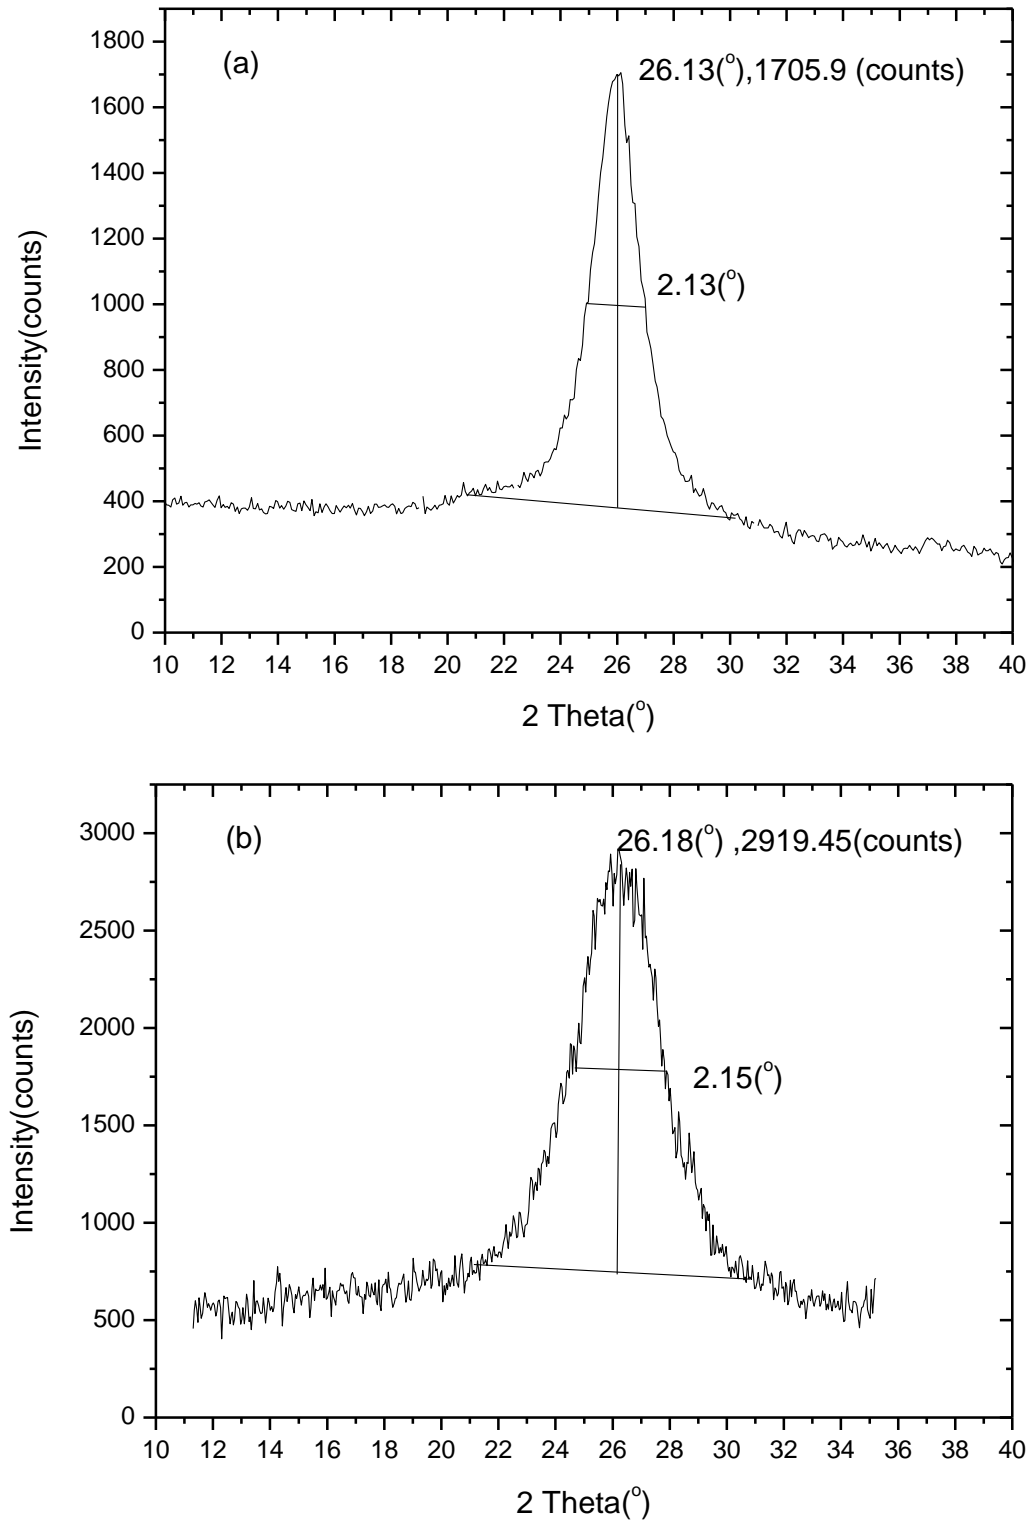 (a)
26.13(°),1705.9 (counts)
2.13(°)
Intensity(counts)
1800
1600
1400
1200
1000
800
600
400
200
0
10 12 14 16 18 20 22 24 26 28 30 32 34 36 38 40
2 Theta(°)
(b)
26.18(°) ,2919.45(counts)
2.15(°)
Intensity(counts)
3000
2500
2000
1500
1000
500
0
10 12 14 16 18 20 22 24 26 28 30 32 34 36 38 40
2 Theta(°)